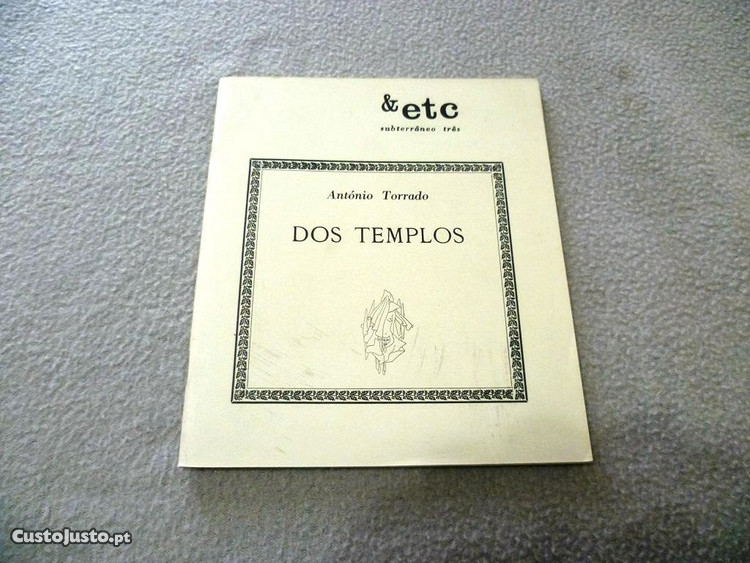 & etc
subterrâneo três
António Torrado
DOS TEMPLOS
CustoJusto.pt